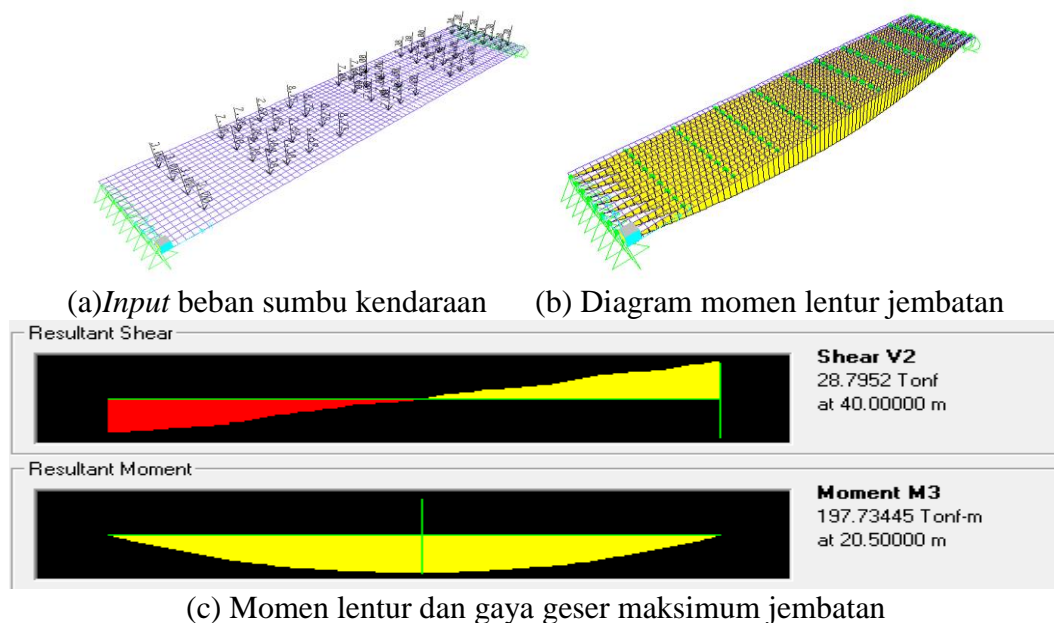 (a)Input beban sumbu kendaraan
(b) Diagram momen lentur jembatan
Resultant Shear
Shear V2
28.7952 Tonf
at 40.00000 m
Resultant Moment
Moment M3
197.73445 Tonf-m
at 20.50000 m
(c) Momen lentur dan gaya geser maksimum jembatan